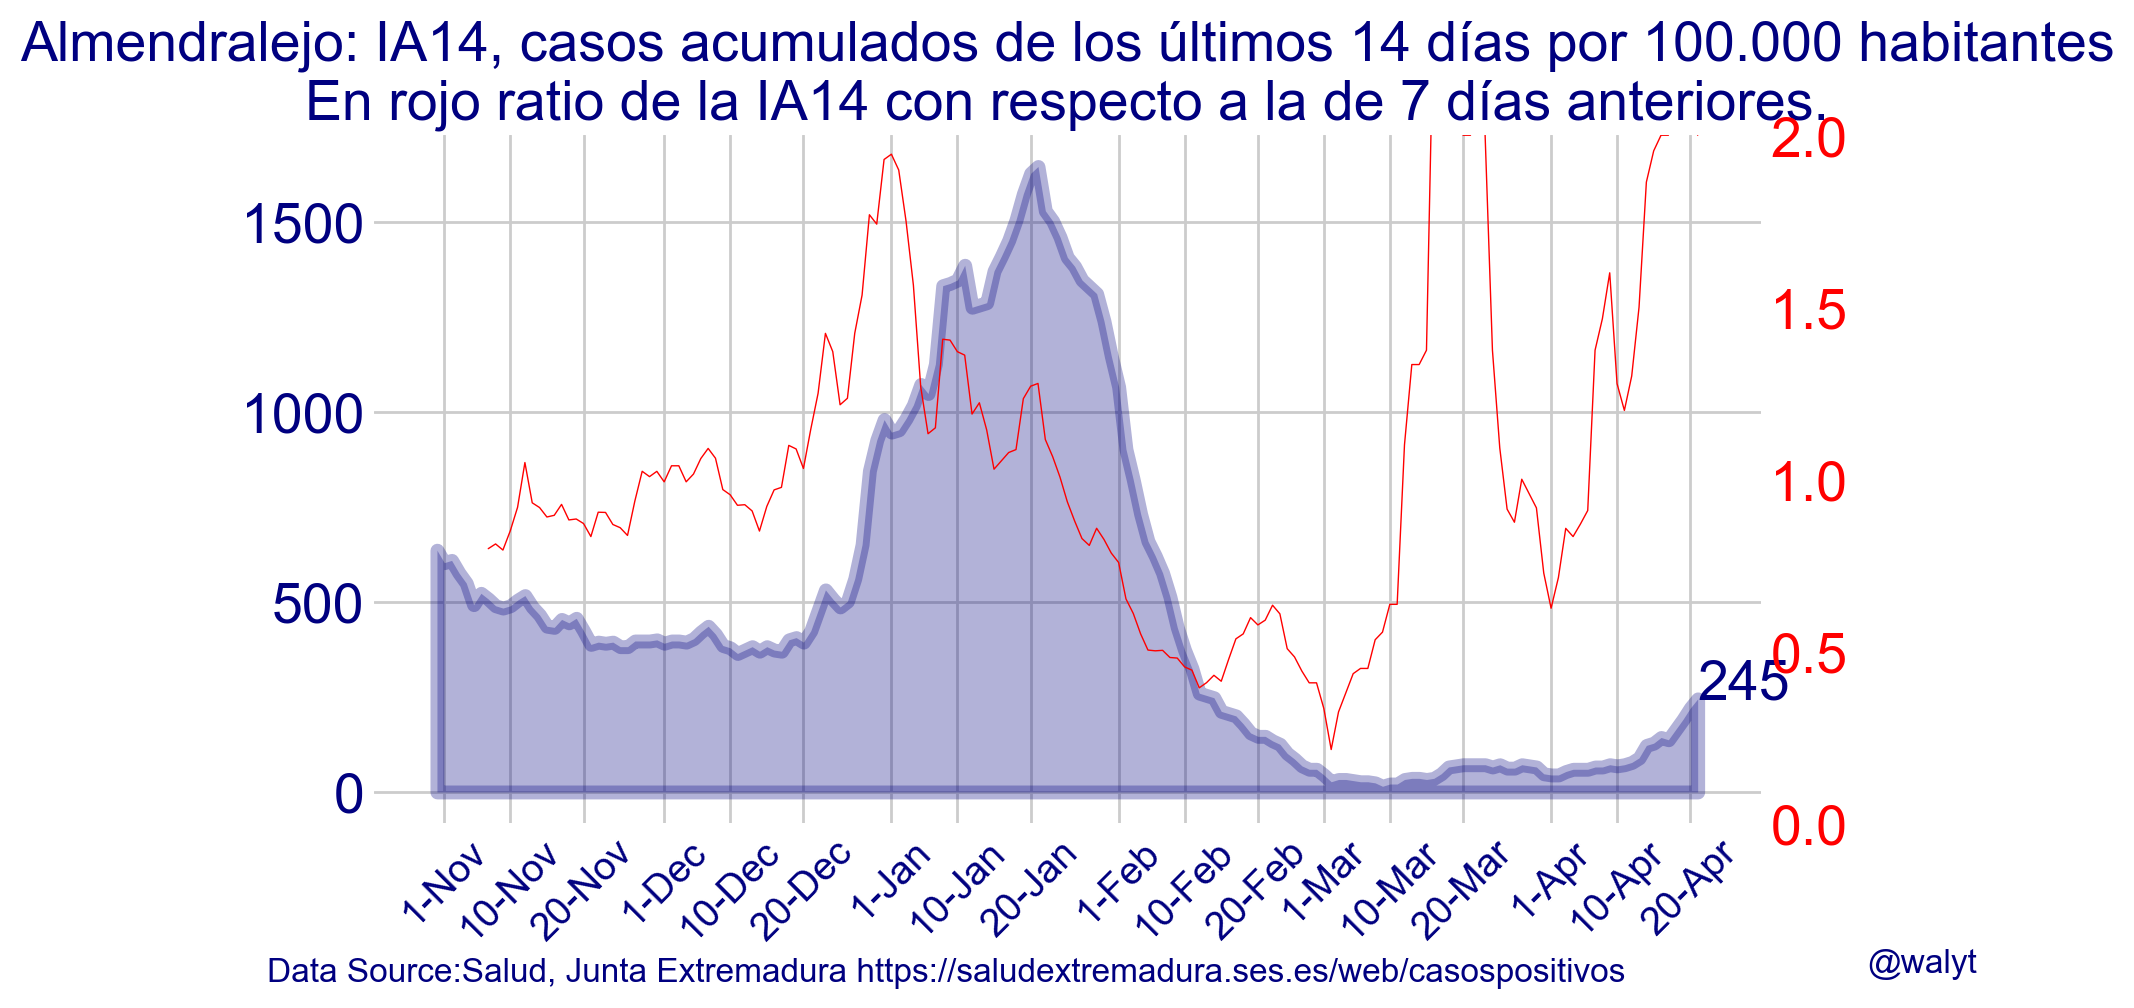 Almendralejo: IA14, casos acumulados de los últimos 14 días por 100.000 habitantes
En rojo ratio de la IA14 con respecto a la de 7 días anteriores.
2.0
1500
1.5
1000
1.0
500
0.5
245
0
0.0
1-Nov
10-Nov
20-Nov
1-Dec
10-Dec
20-Dec
1-Jan
10-Jan
20-Jan
1-Feb
10-Feb
20-Feb
1-Mar
10-Mar
20-Mar
1-Apr
10-Apr
20-Apr
Data Source:Salud, Junta Extremadura https://saludextremadura.ses.es/web/casospositivos
@walyt